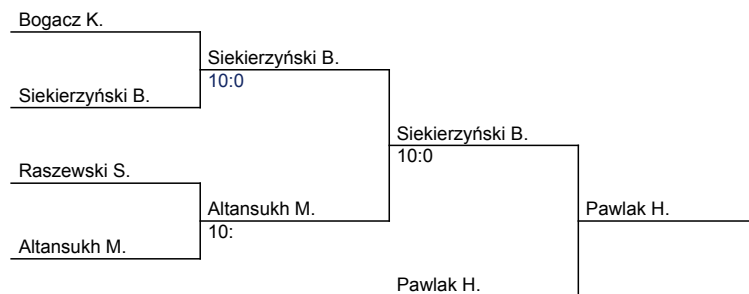 Bogacz K.
Siekierzyński B.
10:0
Siekierzyński B.
Siekierzyński B.
10:0
Raszewski S.
Altansukh M.
10:
Pawlak H.
Altansukh M.
Pawlak H.